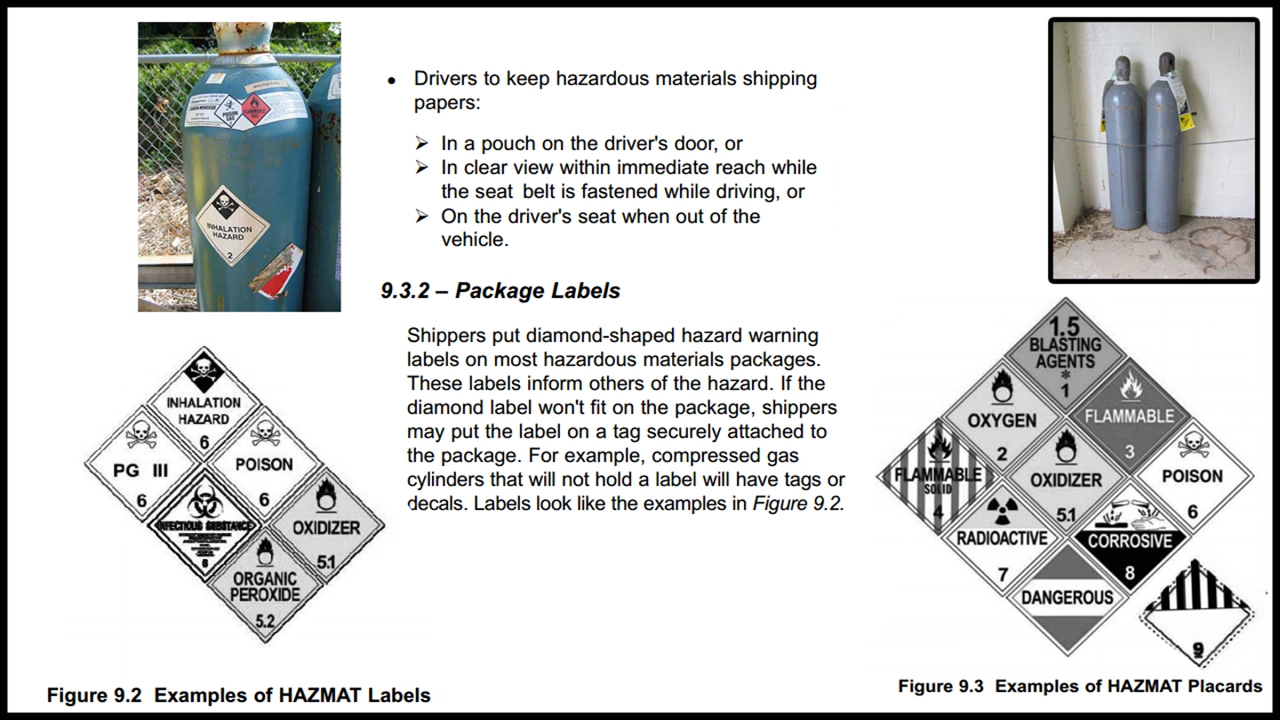 POISON
GAS
FLAMMABLE
GAS
INHALATION
HAZARD
2
• Drivers to keep hazardous materials shipping
papers:
➢ In a pouch on the driver's door, or
➢ In clear view within immediate reach while
the seat belt is fastened while driving, or
➢ On the driver's seat when out of the
vehicle.
9.3.2 – Package Labels
Shippers put diamond-shaped hazard warning
labels on most hazardous materials packages.
These labels inform others of the hazard. If the
diamond label won't fit on the package, shippers
may put the label on a tag securely attached to
the package. For example, compressed gas
cylinders that will not hold a label will have tags or
decals. Labels look like the examples in Figure 9.2.
INHALATION
HAZARD
6
PG III
6
POISON
6
INFECTIOUS SUBSTANCE
6
OXIDIZER
5.1
ORGANIC
PEROXIDE
5.2
Figure 9.2 Examples of HAZMAT Labels
1.5
BLASTING
AGENTS
*
1
OXYGEN
2
FLAMMABLE
3
FLAMMABLE
SOLID
4
OXIDIZER
5.1
POISON
6
RADIOACTIVE
7
CORROSIVE
8
DANGEROUS
9
Figure 9.3 Examples of HAZMAT Placards